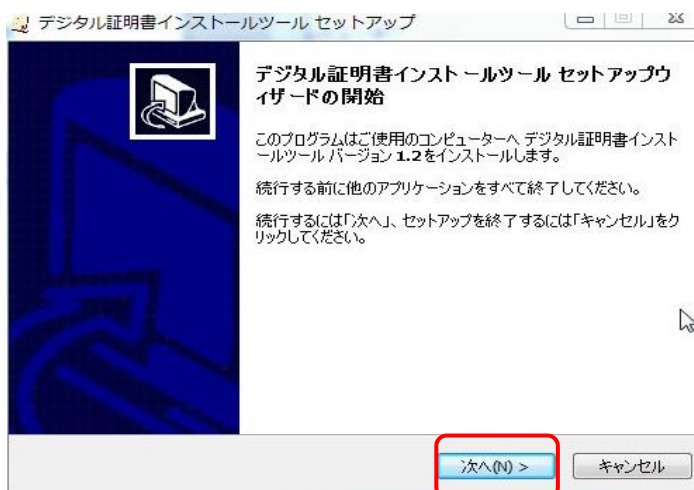 デジタル証明書インストールツール セットアップ
デジタル証明書インストールツール セットアップウ
ィザードの開始
このプログラムはご使用のコンピューターへ デジタル証明書インスト
ールツール バージョン 1.2をインストールします。
続行する前に他のアプリケーションをすべて終了してください。
続行するには「次へ」、セットアップを終了するには「キャンセル」をク
リックしてください。
次へ(N) >
キャンセル